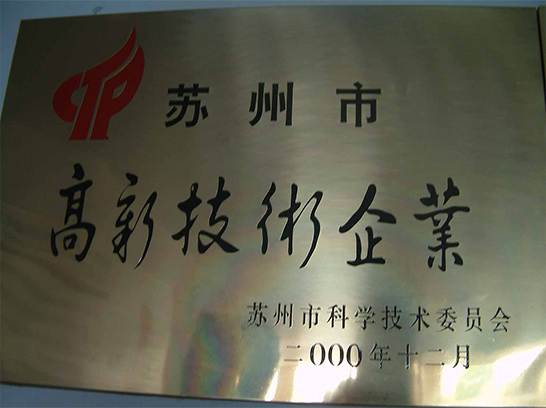 苏州市
高新技術企業
苏州市科学技术委员会
二000年十二月